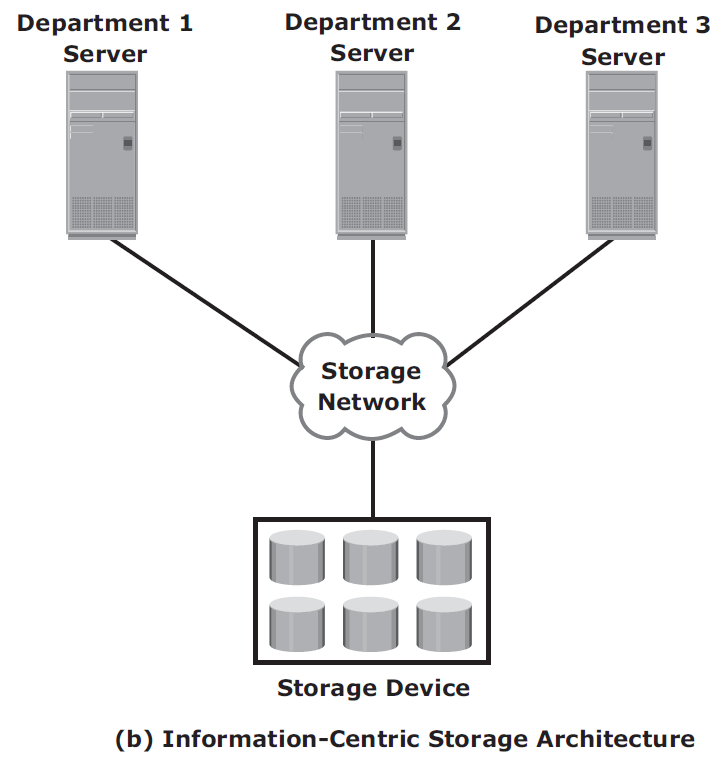 Department 1
Server
Department 2
Server
Department 3
Server
Storage
Network
Storage Device
(b) Information-Centric Storage Architecture